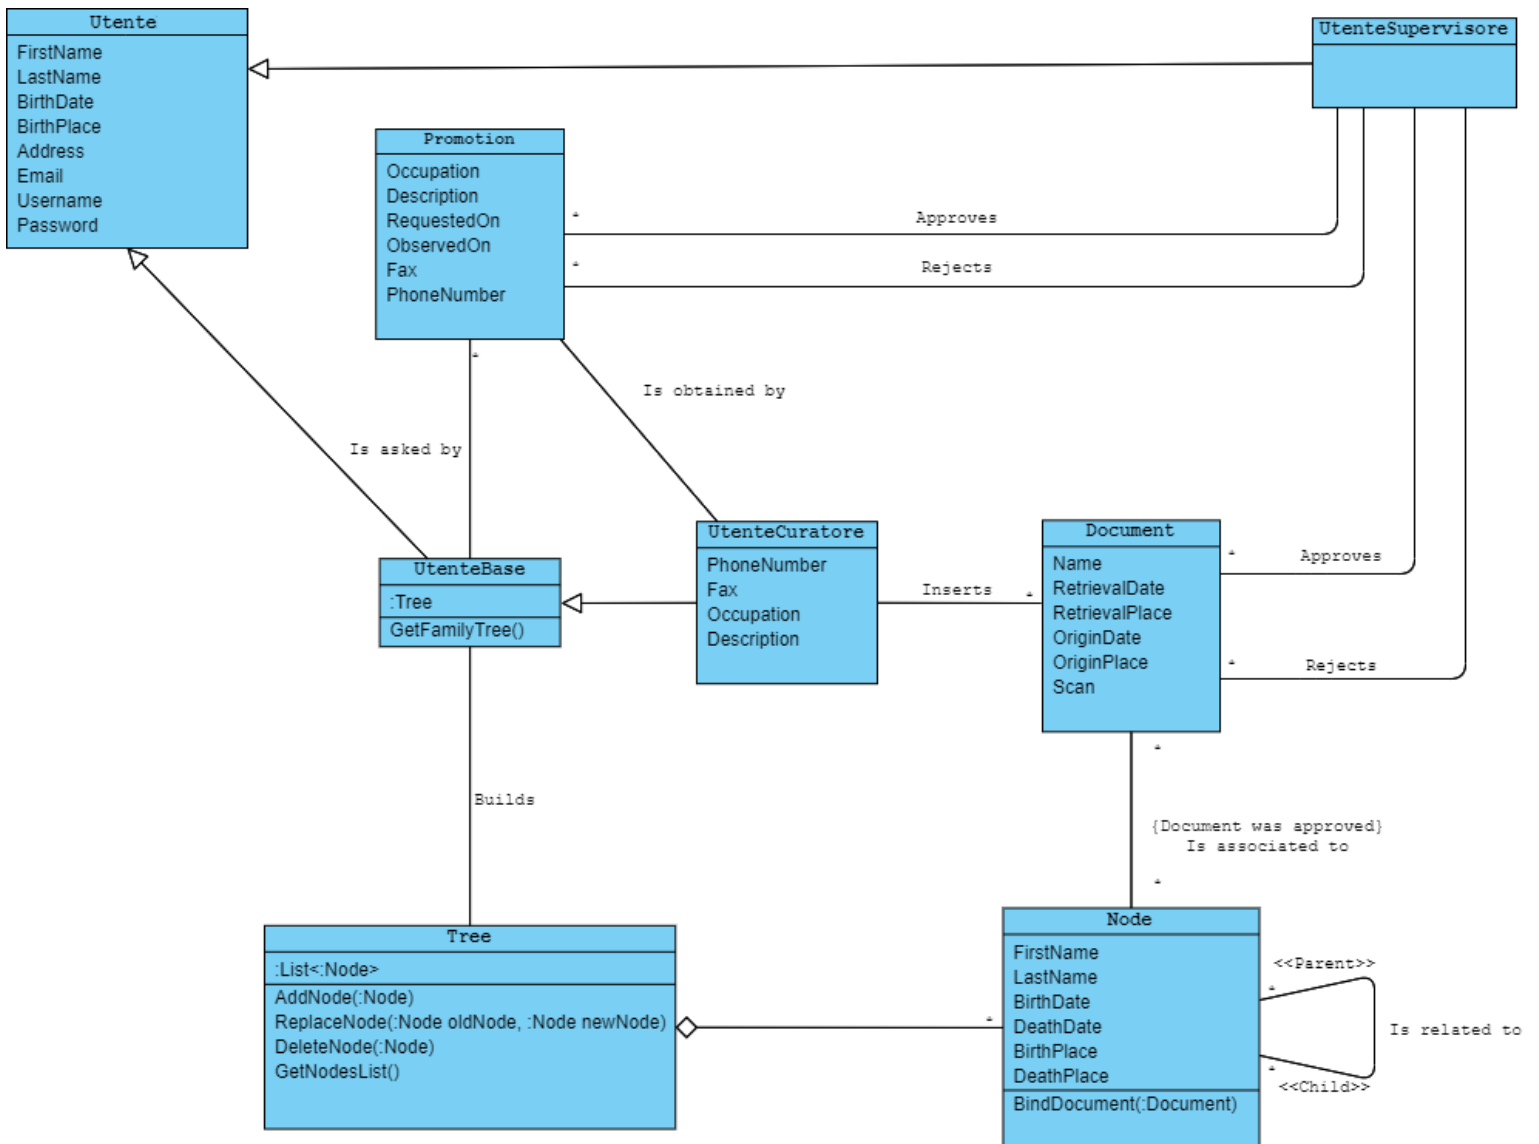 Utente
FirstName
LastName
BirthDate
BirthPlace
Address
Email
Username
Password
UtenteSupervisore
Promotion
Occupation
Description
RequestedOn
ObservedOn
Fax
PhoneNumber
*
Approves
*
Rejects
*
Is obtained by
Is asked by
UtenteBase
:Tree
GetFamilyTree()
UtenteCuratore
PhoneNumber
Fax
Occupation
Description
Inserts
*
Document
Name
RetrievalDate
RetrievalPlace
OriginDate
OriginPlace
Scan
*
Approves
*
Rejects
Builds
*
{Document was approved}
Is associated to
*
Tree
:List<:Node>
AddNode(:Node)
ReplaceNode(:Node oldNode, :Node newNode)
DeleteNode(:Node)
GetNodesList()
*
Node
FirstName
LastName
BirthDate
DeathDate
BirthPlace
DeathPlace
BindDocument(:Document)
<<Parent>>
*
Is related to
*
<<Child>>